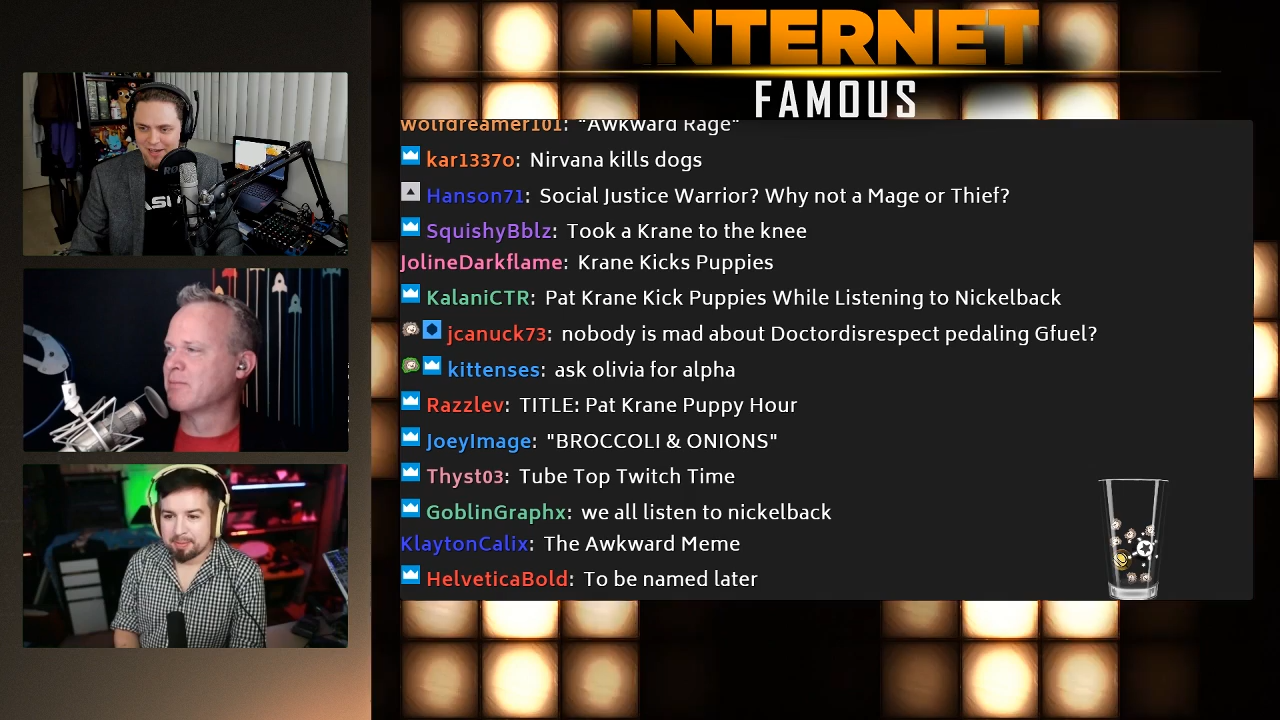 INTERNET
FAMOUS
wolfdreamer101: "Awkward Rage"
kar1337o: Nirvana kills dogs
Hanson71: Social Justice Warrior? Why not a Mage or Thief?
SquishyBblz: Took a Krane to the knee
JolineDarkflame: Krane Kicks Puppies
KalaniCTR: Pat Krane Kick Puppies While Listening to Nickelback
jcanuck73: nobody is mad about Doctordisrespect pedaling Gfuel?
kittenses: ask olivia for alpha
Razzlev: TITLE: Pat Krane Puppy Hour
JoeyImage: "BROCCOLI & ONIONS"
Thyst03: Tube Top Twitch Time
GoblinGraphx: we all listen to nickelback
KlaytonCalix: The Awkward Meme
HelveticaBold: To be named later